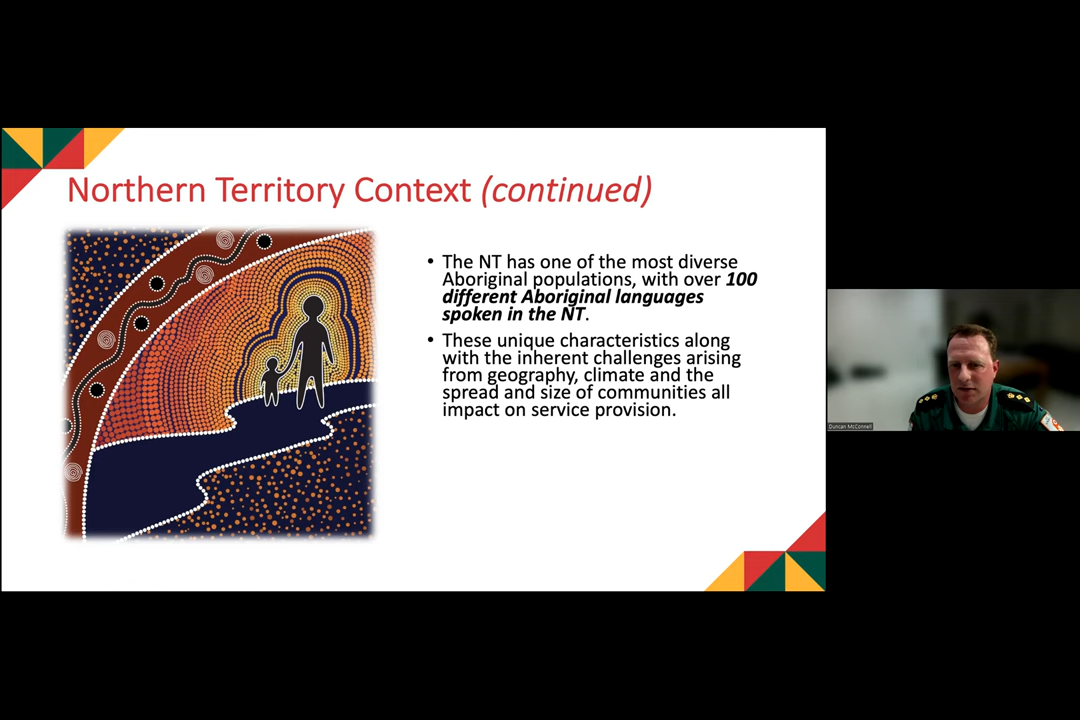 Northern Territory Context (continued)
• The NT has one of the most diverse
Aboriginal populations, with over 100
different Aboriginal languages
spoken in the NT.
• These unique characteristics along
with the inherent challenges arising
from geography, climate and the
spread and size of communities all
impact on service provision.
Duncan McConnell